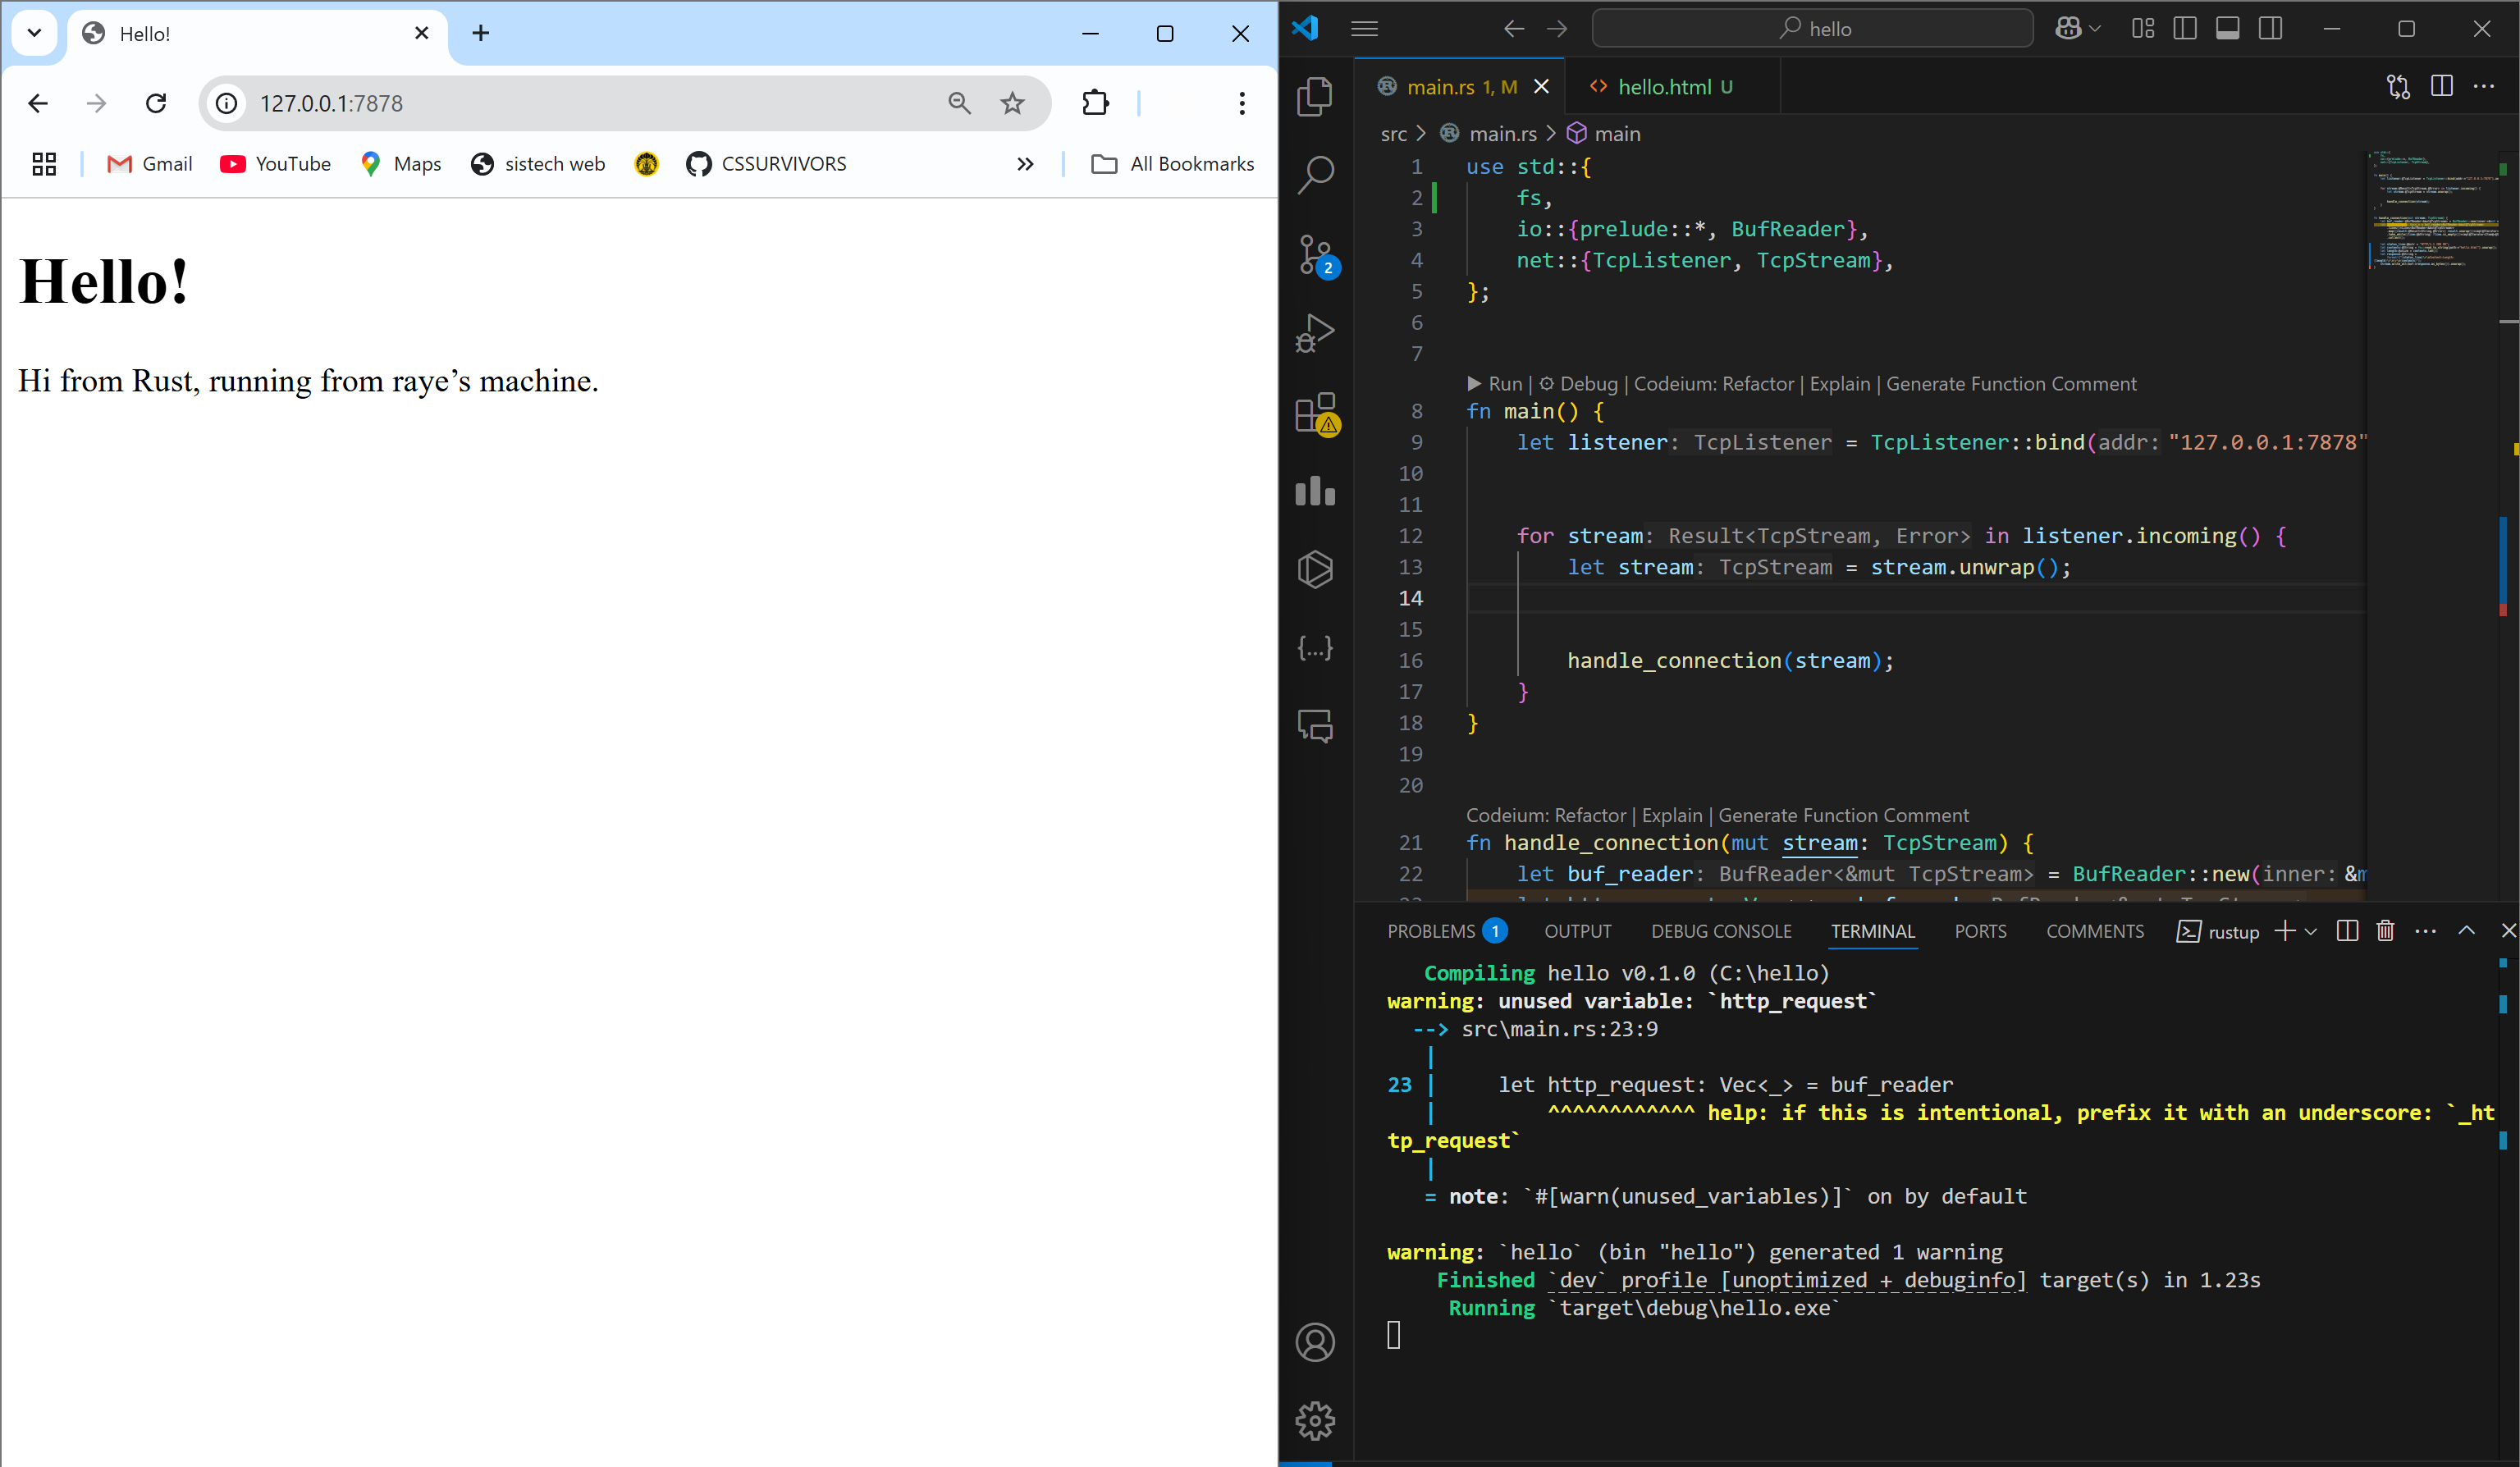 Hello!
127.0.0.1:7878
Gmail
YouTube
Maps
sistech web
CSSURVIVORS
All Bookmarks
Hello!
Hi from Rust, running from raye’s machine.
hello
main.rs 1, M
hello.html U
src > main.rs > main
1 use std::{
2 fs,
3 io::{prelude::*, BufReader},
4 net::{TcpListener, TcpStream},
5 };
6
7
Run | Debug | Codeium: Refactor | Explain | Generate Function Comment
8 fn main() {
9 let listener: TcpListener = TcpListener::bind(addr: "127.0.0.1:7878"
10
11
12 for stream: Result<TcpStream, Error> in listener.incoming() {
13 let stream: TcpStream = stream.unwrap();
14
15
16 handle_connection(stream);
17 }
18 }
19
20
Codeium: Refactor | Explain | Generate Function Comment
21 fn handle_connection(mut stream: TcpStream) {
22 let buf_reader: BufReader<&mut TcpStream> = BufReader::new(inner: &m
2
PROBLEMS 1
OUTPUT
DEBUG CONSOLE
TERMINAL
PORTS
COMMENTS
rustup
Compiling hello v0.1.0 (C:\hello)
warning: unused variable: `http_request`
--> src\main.rs:23:9
|
23 | let http_request: Vec<_> = buf_reader
| ^^^^^^^^^^^^ help: if this is intentional, prefix it with an underscore: `_ht
tp_request`
|
= note: `#[warn(unused_variables)]` on by default
warning: `hello` (bin "hello") generated 1 warning
Finished `dev` profile [unoptimized + debuginfo] target(s) in 1.23s
Running `target\debug\hello.exe`